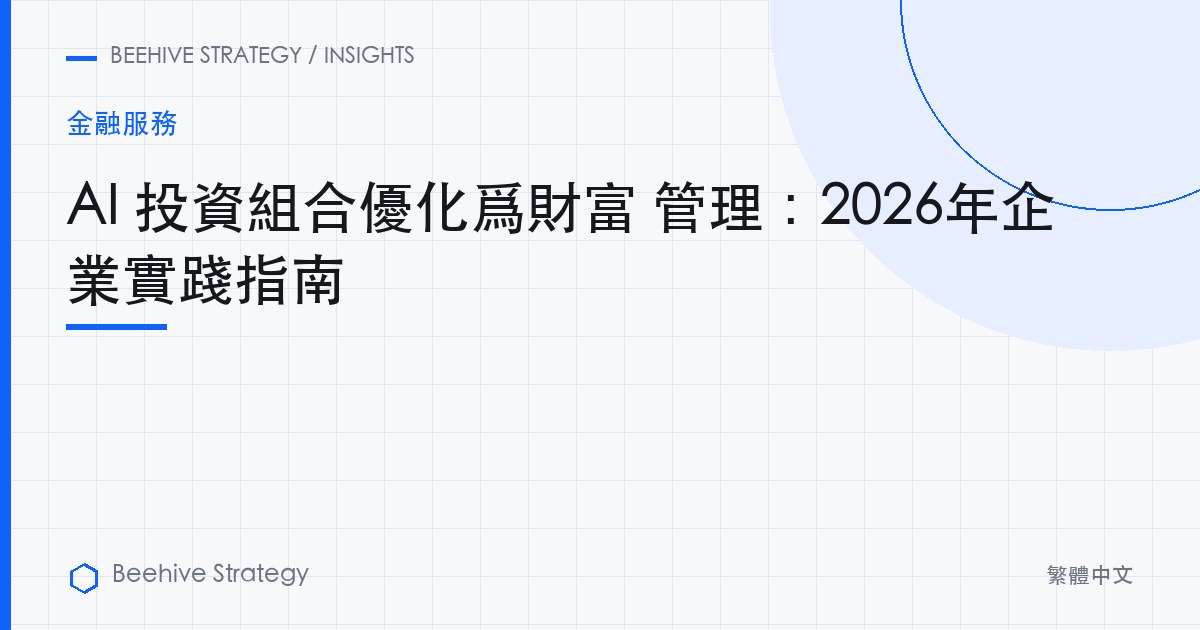 BEEHIVE STRATEGY / INSIGHTS
金融服務
AI 投資組合優化爲財富 管理：2026年企
業實踐指南
Beehive Strategy
繁體中文